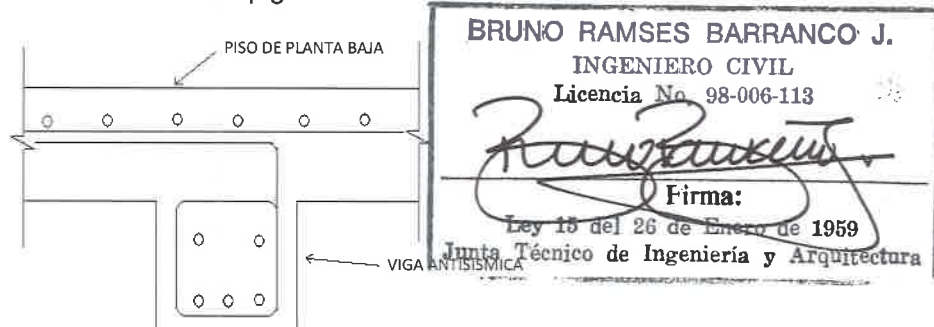 PISO DE PLANTA BAJA
VIGA ANTISISMICA
BRUNO RAMSES BARRANCO J.
INGENIERO CIVIL
Licencia No. 98-006-113
Firma:
Ley 15 del 26 de Enero de 1959
Junta Técnico de Ingeniería y Arquitectura